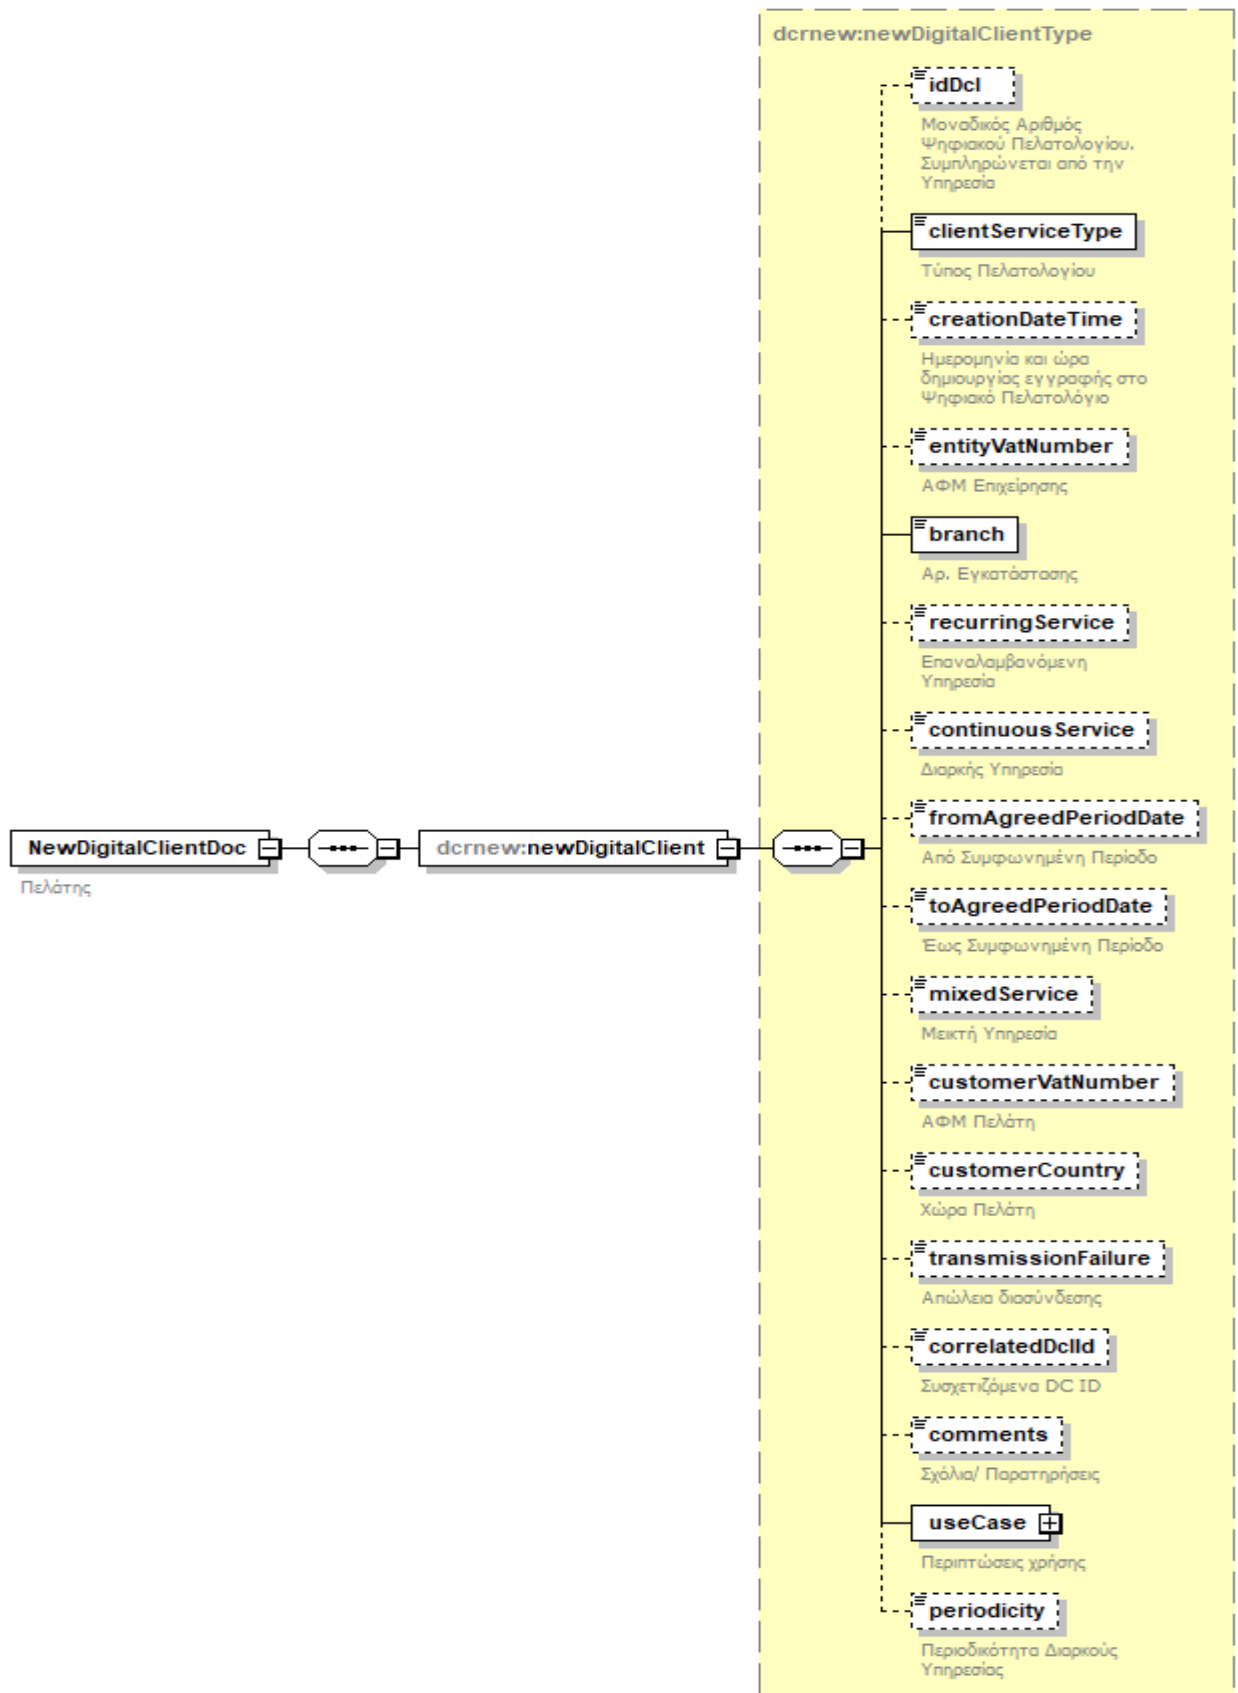 dcrnew:newDigitalClientType
idDcl
Μοναδικός Αριθμός
Ψηφιακού Πελατολογίου.
Συμπληρώνεται από την
Υπηρεσία
clientServiceType
Τύπος Πελατολογίου
creationDateTime
Ημερομηνία και ώρα
δημιουργίας εγγραφής στο
Ψηφιακό Πελατολόγιο
entityVatNumber
ΑΦΜ Επιχείρησης
branch
Αρ. Εγκατάστασης
recurringService
Επαναλαμβανόμενη
Υπηρεσία
continuousService
Διαρκής Υπηρεσία
fromAgreedPeriodDate
Από Συμφωνημένη Περίοδο
NewDigitalClientDoc
Πελάτης
dcrnew:newDigitalClient
toAgreedPeriodDate
Έως Συμφωνημένη Περίοδο
mixedService
Μεικτή Υπηρεσία
customerVatNumber
ΑΦΜ Πελάτη
customerCountry
Χώρα Πελάτη
transmissionFailure
Απώλεια διασύνδεσης
correlatedDclId
Συσχετιζόμενα DC ID
comments
Σχόλια/ Παρατηρήσεις
useCase
Περιπτώσεις χρήσης
periodicity
Περιοδικότητα Διαρκούς
Υπηρεσίας